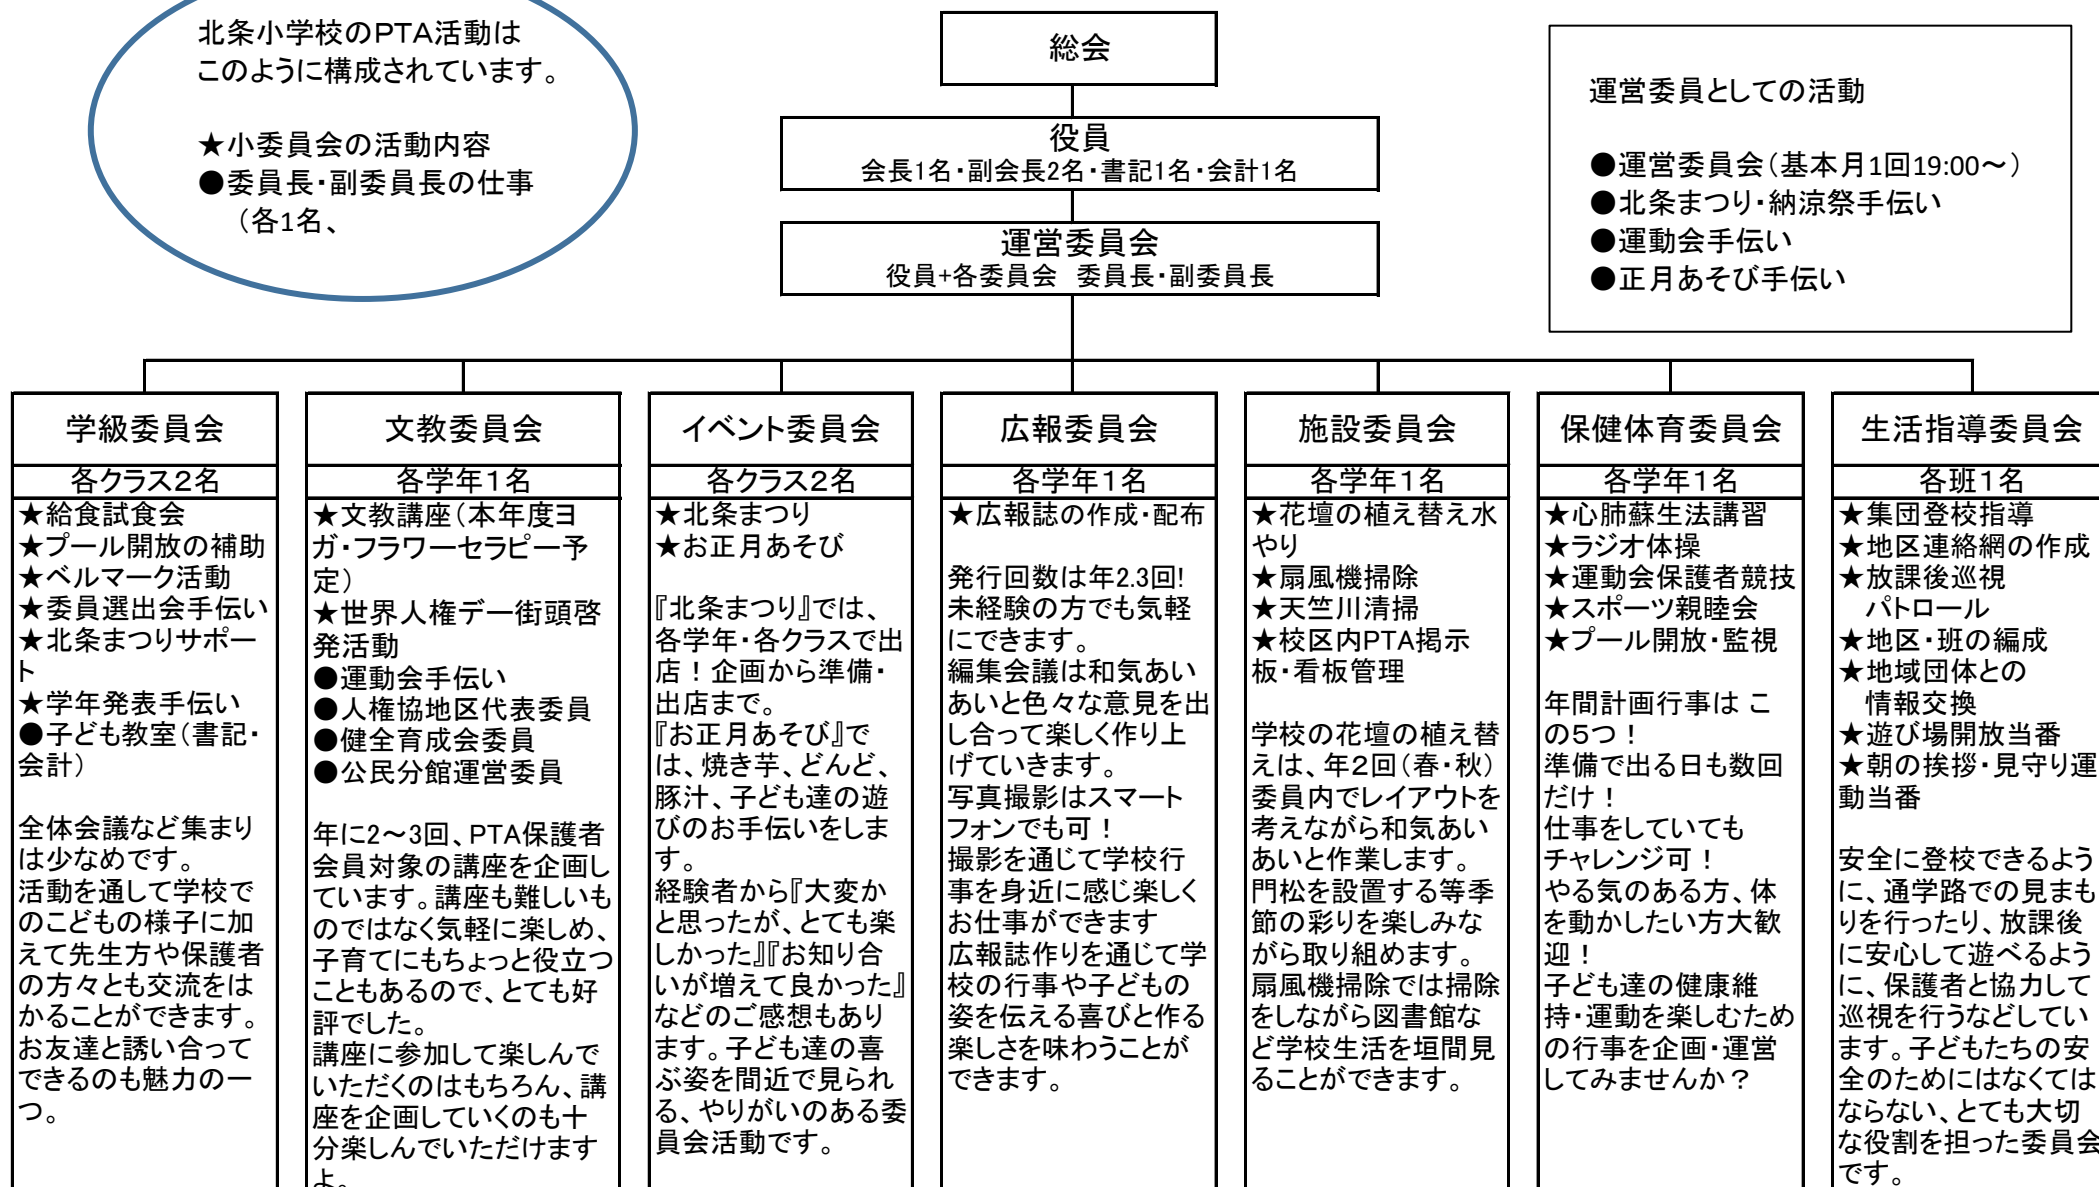 北条小学校のPTA活動は
このように構成されています。
★小委員会の活動内容
●委員長・副委員長の仕事
（各1名、
総会
役員
会長1名・副会長2名・書記1名・会計1名
運営委員会
役員+各委員会　委員長・副委員長
運営委員としての活動
●運営委員会（基本月1回19:00～）
●北条まつり・納涼祭手伝い
●運動会手伝い
●正月あそび手伝い
学級委員会
各クラス２名
★給食試食会
★プール開放の補助
★ベルマーク活動
★委員選出会手伝い
★北条まつりサポー
ト
★学年発表手伝い
●子ども教室（書記・
会計）
全体会議など集まり
は少なめです。
活動を通して学校で
のこどもの様子に加
えて先生方や保護者
の方々とも交流をは
かることができます。
お友達と誘い合って
できるのも魅力の一
つ。
文教委員会
各学年１名
★文教講座（本年度ヨ
ガ・フラワーセラピー予
定）
★世界人権デー街頭啓
発活動
●運動会手伝い
●人権協地区代表委員
●健全育成会委員
●公民分館運営委員
年に2～3回、PTA保護者
会員対象の講座を企画し
ています。講座も難しいも
のではなく気軽に楽しめ、
子育てにもちょっと役立つ
こともあるので、とても好
評でした。
講座に参加して楽しんで
いただくのはもちろん、講
座を企画していくのも十
分楽しんでいただけます
よ。
イベント委員会
各クラス２名
★北条まつり
★お正月あそび
『北条まつり』では、
各学年・各クラスで出
店！企画から準備・
出店まで。
『お正月あそび』で
は、焼き芋、どんど、
豚汁、子ども達の遊
びのお手伝いをしま
す。
経験者から『大変か
と思ったが、とても楽
しかった』『お知り合
いが増えて良かった』
などのご感想もあり
ます。子ども達の喜
ぶ姿を間近で見られ
る、やりがいのある委
員会活動です。
広報委員会
各学年１名
★広報誌の作成・配布
発行回数は年2.3回!
未経験の方でも気軽
にできます。
編集会議は和気あい
あいと色々な意見を出
し合って楽しく作り上
げていきます。
写真撮影はスマート
フォンでも可！
撮影を通じて学校行
事を身近に感じ楽しく
お仕事ができます
広報誌作りを通じて学
校の行事や子どもの
姿を伝える喜びと作る
楽しさを味わうことが
できます。
施設委員会
各学年１名
★花壇の植え替え水
やり
★扇風機掃除
★天竺川清掃
★校区内PTA掲示
板・看板管理
学校の花壇の植え替
えは、年２回（春・秋）
委員内でレイアウトを
考えながら和気あい
あいと作業します。
門松を設置する等季
節の彩りを楽しみな
がら取り組めます。
扇風機掃除では掃除
をしながら図書館な
ど学校生活を垣間見
ることができます。
保健体育委員会
各学年１名
★心肺蘇生法講習
★ラジオ体操
★運動会保護者競技
★スポーツ親睦会
★プール開放・監視
年間計画行事は こ
の５つ！
準備で出る日も数回
だけ！
仕事をしていても
チャレンジ可！
やる気のある方、体
を動かしたい方大歓
迎！
子ども達の健康維
持・運動を楽しむため
の行事を企画・運営
してみませんか？
生活指導委員会
各班１名
★集団登校指導
★地区連絡網の作成
★放課後巡視
パトロール
★地区・班の編成
★地域団体との
情報交換
★遊び場開放当番
★朝の挨拶・見守り運
動当番
安全に登校できるよう
に、通学路での見まも
りを行ったり、放課後
に安心して遊べるよう
に、保護者と協力して
巡視を行うなどしてい
ます。子どもたちの安
全のためにはなくては
ならない、とても大切
な役割を担った委員会
です。